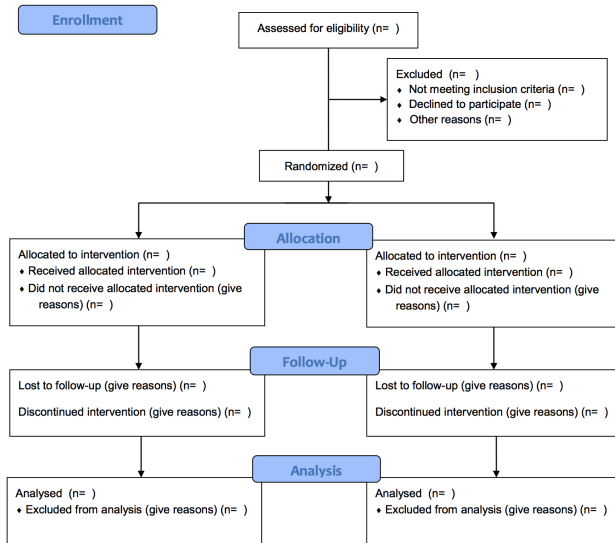 Enrollment
Assessed for eligibility (n=  )
Excluded  (n=  )
♦ Not meeting inclusion criteria (n=  )
♦ Declined to participate (n=  )
♦ Other reasons (n=  )
Randomized (n=  )
Allocation
Allocated to intervention (n=  )
♦ Received allocated intervention (n=  )
♦ Did not receive allocated intervention (give
reasons) (n=  )
Allocated to intervention (n=  )
♦ Received allocated intervention (n=  )
♦ Did not receive allocated intervention (give
reasons) (n=  )
Follow-Up
Lost to follow-up (give reasons) (n=  )
Discontinued intervention (give reasons) (n=  )
Lost to follow-up (give reasons) (n=  )
Discontinued intervention (give reasons) (n=  )
Analysis
Analysed  (n=  )
♦ Excluded from analysis (give reasons) (n=  )
Analysed  (n=  )
♦ Excluded from analysis (give reasons) (n=  )